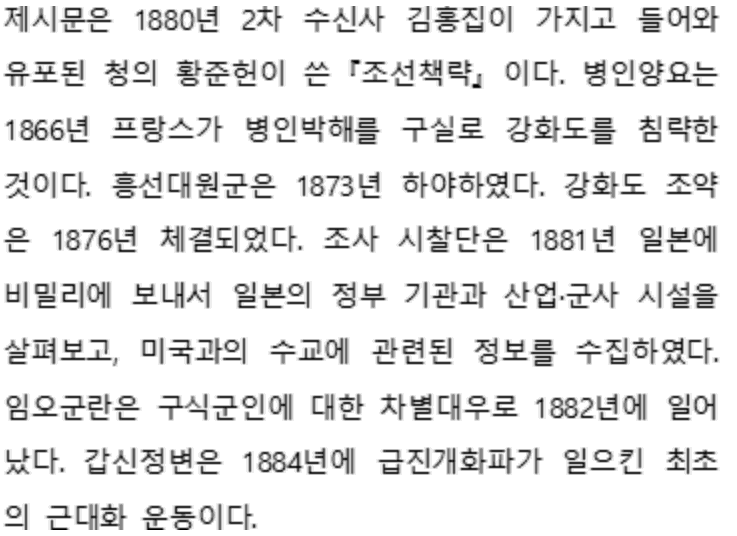 제시문은 1880년 2차 수신사 김홍집이 가지고 들어와
유포된 청의 황준헌이 쓴『조선책략』이다. 병인양요는
1866년 프랑스가 병인박해를 구실로 강화도를 침략한
것이다. 흥선대원군은 1873년 하야하였다. 강화도 조약
은 1876년 체결되었다. 조사 시찰단은 1881년 일본에
비밀리에 보내서 일본의 정부 기관과 산업·군사 시설을
살펴보고, 미국과의 수교에 관련된 정보를 수집하였다.
임오군란은 구식군인에 대한 차별대우로 1882년에 일어
났다. 갑신정변은 1884년에 급진개화파가 일으킨 최초
의 근대화 운동이다.